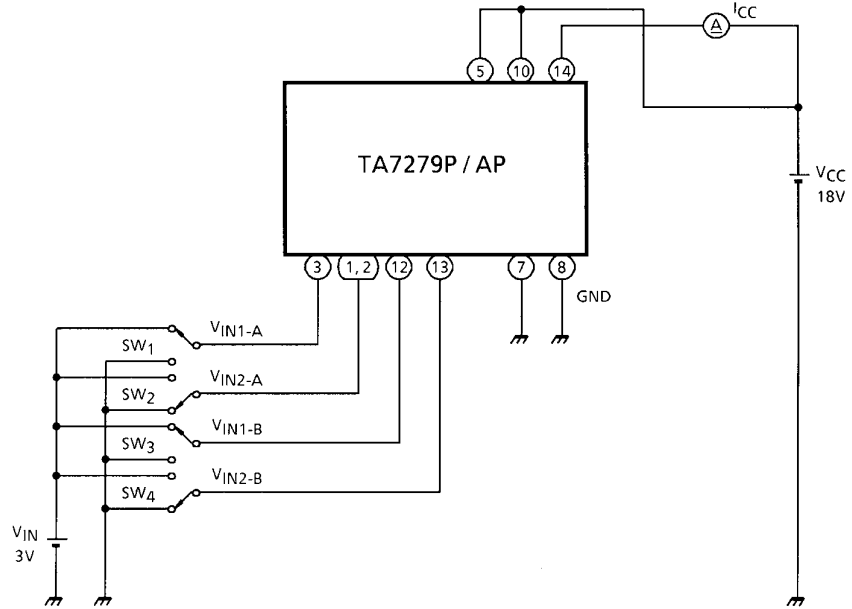 ICC
A
5
10
14
TA7279P / AP
VCC
18V
3
1, 2
12
13
7
8
GND
VIN1-A
SW1
VIN2-A
SW2
VIN1-B
SW3
VIN2-B
SW4
VIN
3V